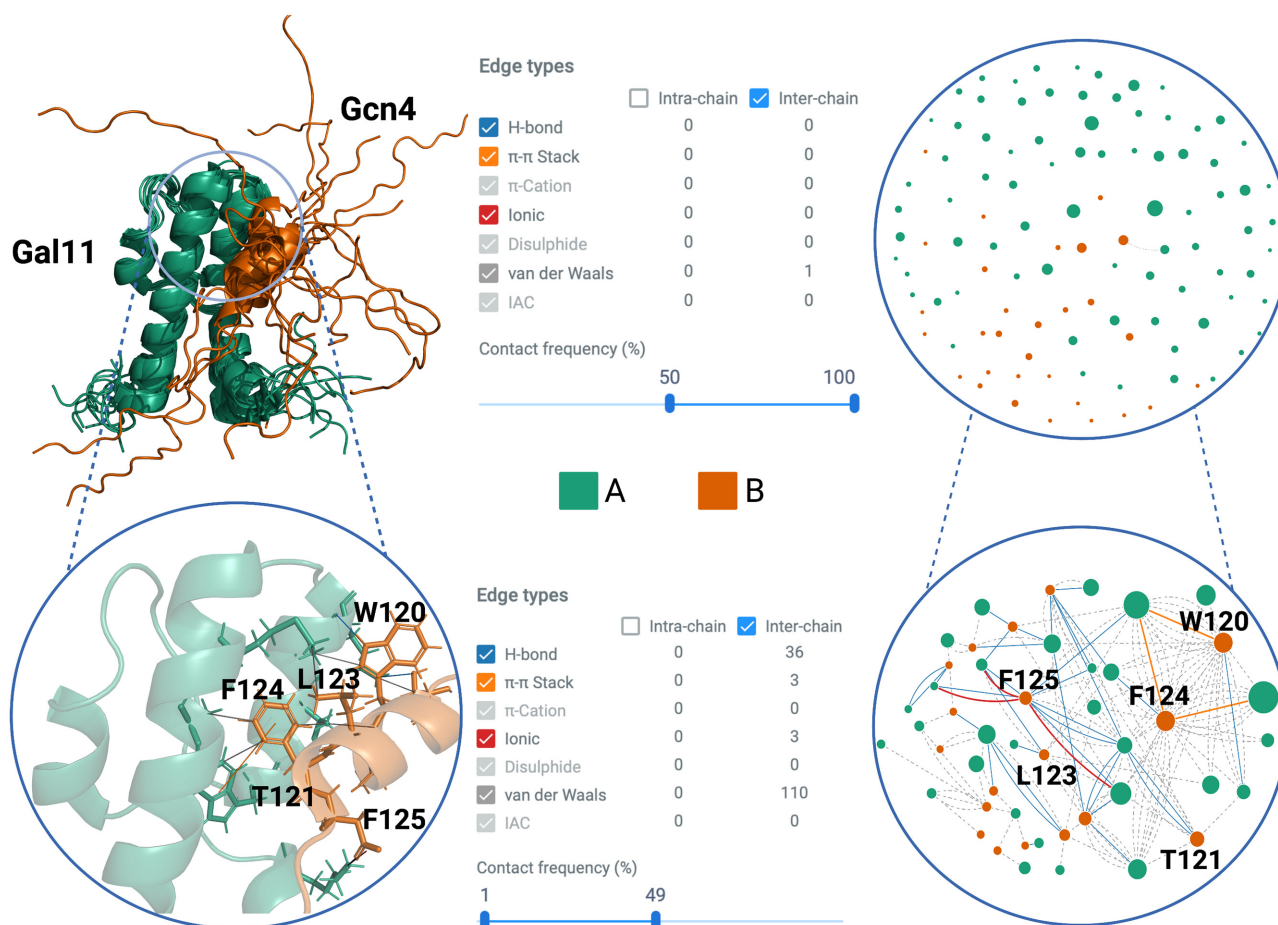 Gcn4
Gal11
Edge types
Intra-chain Inter-chain
H-bond 0 0
π-π Stack 0 0
π-Cation 0 0
Ionic 0 0
Disulphide 0 0
van der Waals 0 1
IAC 0 0
Contact frequency (%)
50 100
A B
W120
L123
F124
T121
F125
Edge types
Intra-chain Inter-chain
H-bond 0 36
π-π Stack 0 3
π-Cation 0 0
Ionic 0 3
Disulphide 0 0
van der Waals 0 110
IAC 0 0
Contact frequency (%)
1 49
W120
F125
F124
L123
T121